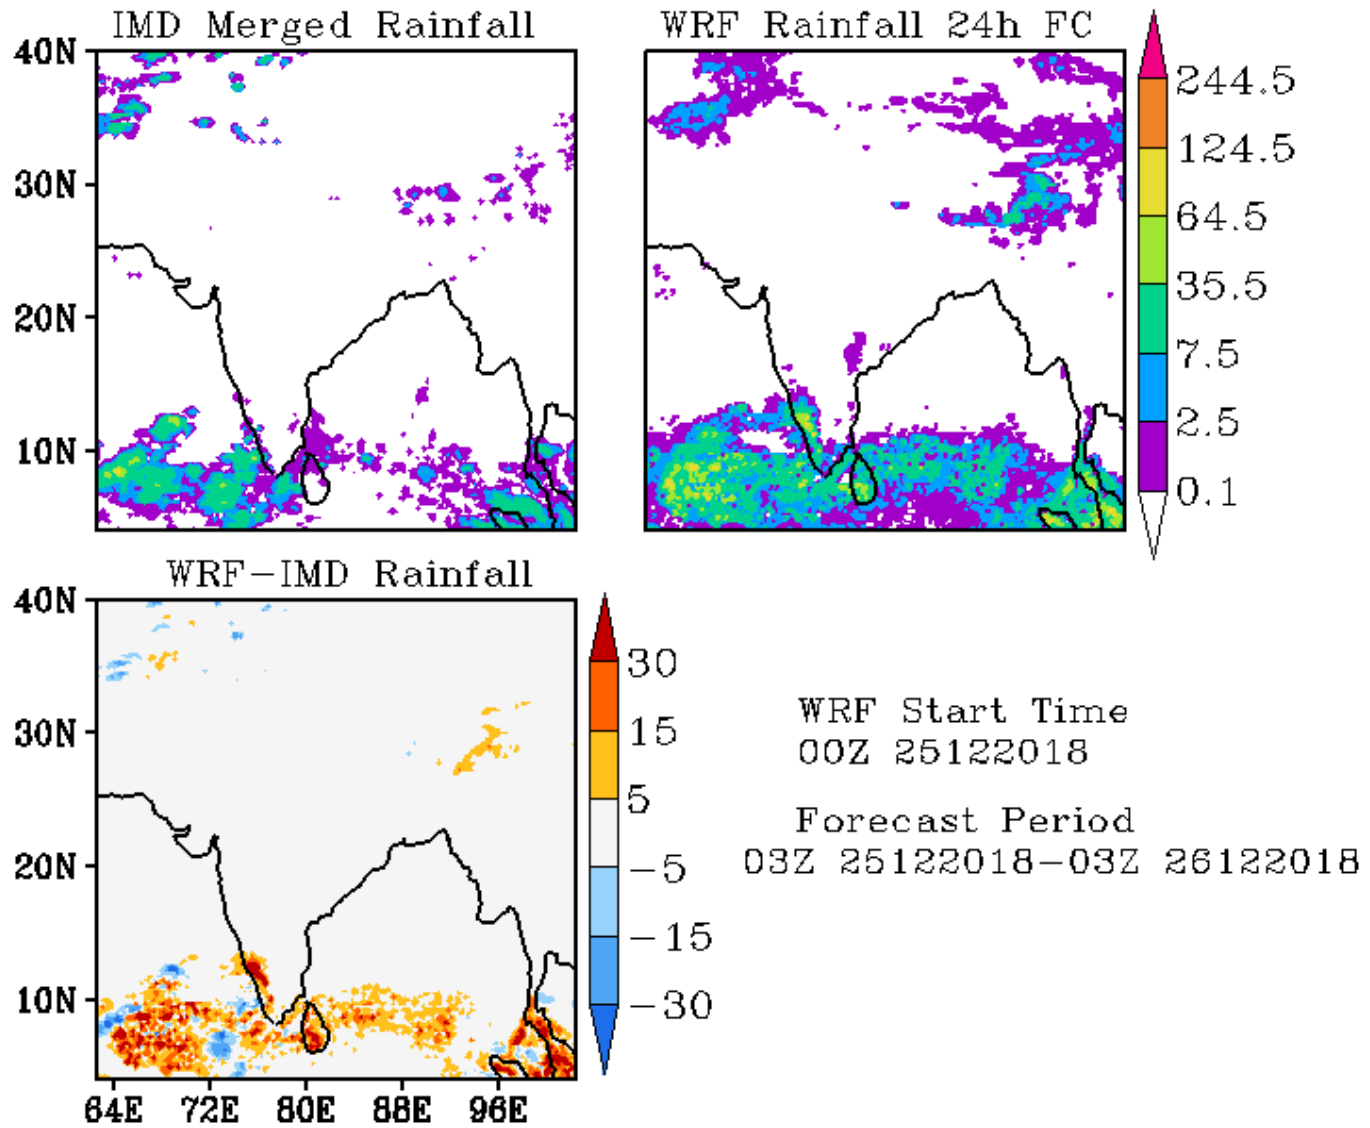 IMD Merged Rainfall
WRF Rainfall 24h FC
40N
30N
20N
10N
244.5
124.5
64.5
35.5
7.5
2.5
0.1
WRF-IMD Rainfall
40N
30N
20N
10N
64E 72E 80E 88E 96E
30
15
5
-5
-15
-30
WRF Start Time
00Z 25122018
Forecast Period
03Z 25122018-03Z 26122018